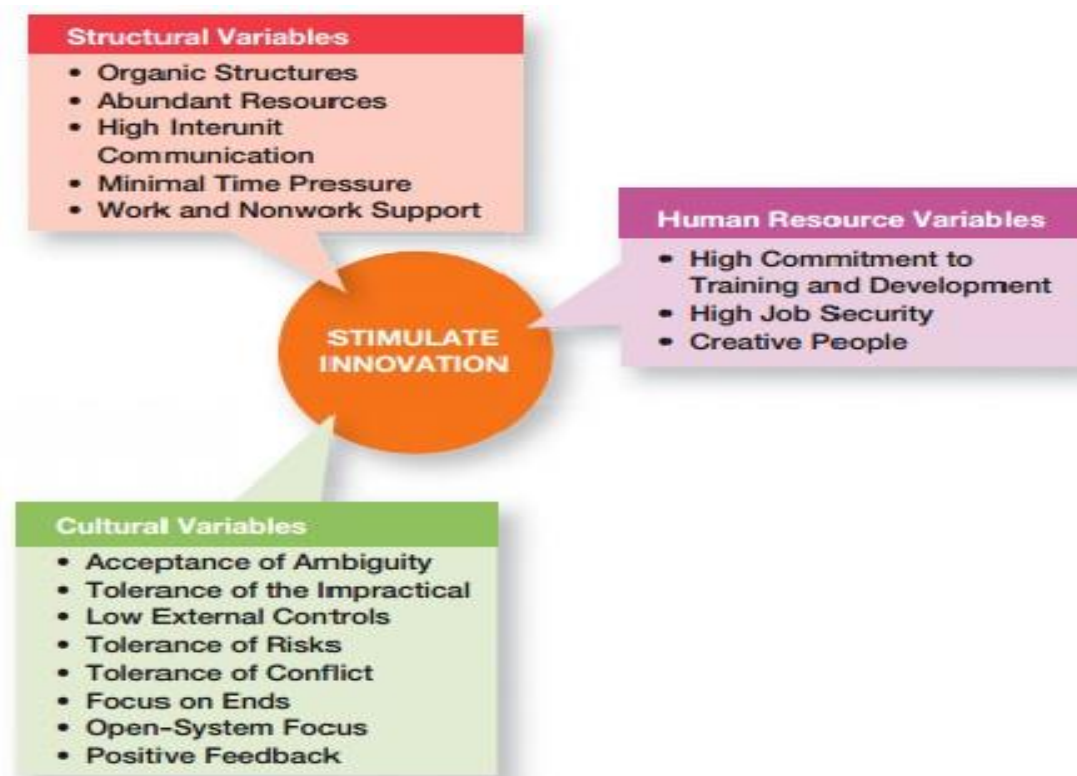 Structural Variables
• Organic Structures
• Abundant Resources
• High Interunit
Communication
• Minimal Time Pressure
• Work and Nonwork Support
Human Resource Variables
• High Commitment to
Training and Development
• High Job Security
• Creative People
STIMULATE
INNOVATION
Cultural Variables
• Acceptance of Ambiguity
• Tolerance of the Impractical
• Low External Controls
• Tolerance of Risks
• Tolerance of Conflict
• Focus on Ends
• Open-System Focus
• Positive Feedback